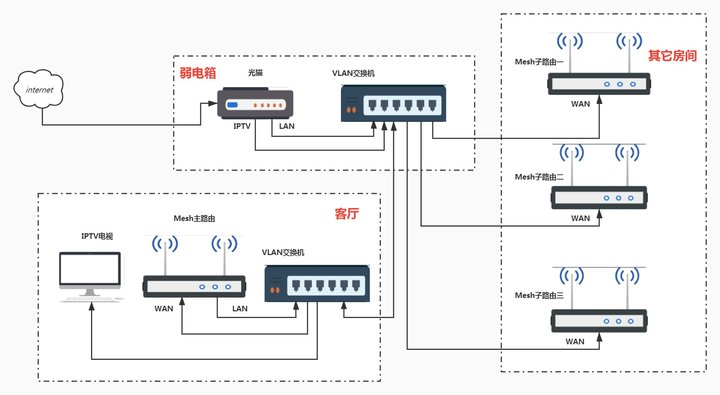 internet
弱电箱
光猫
IPTV
LAN
VLAN交换机
其它房间
Mesh子路由一
WAN
Mesh子路由二
WAN
Mesh子路由三
WAN
客厅
IPTV电视
Mesh主路由
WAN
LAN
VLAN交换机